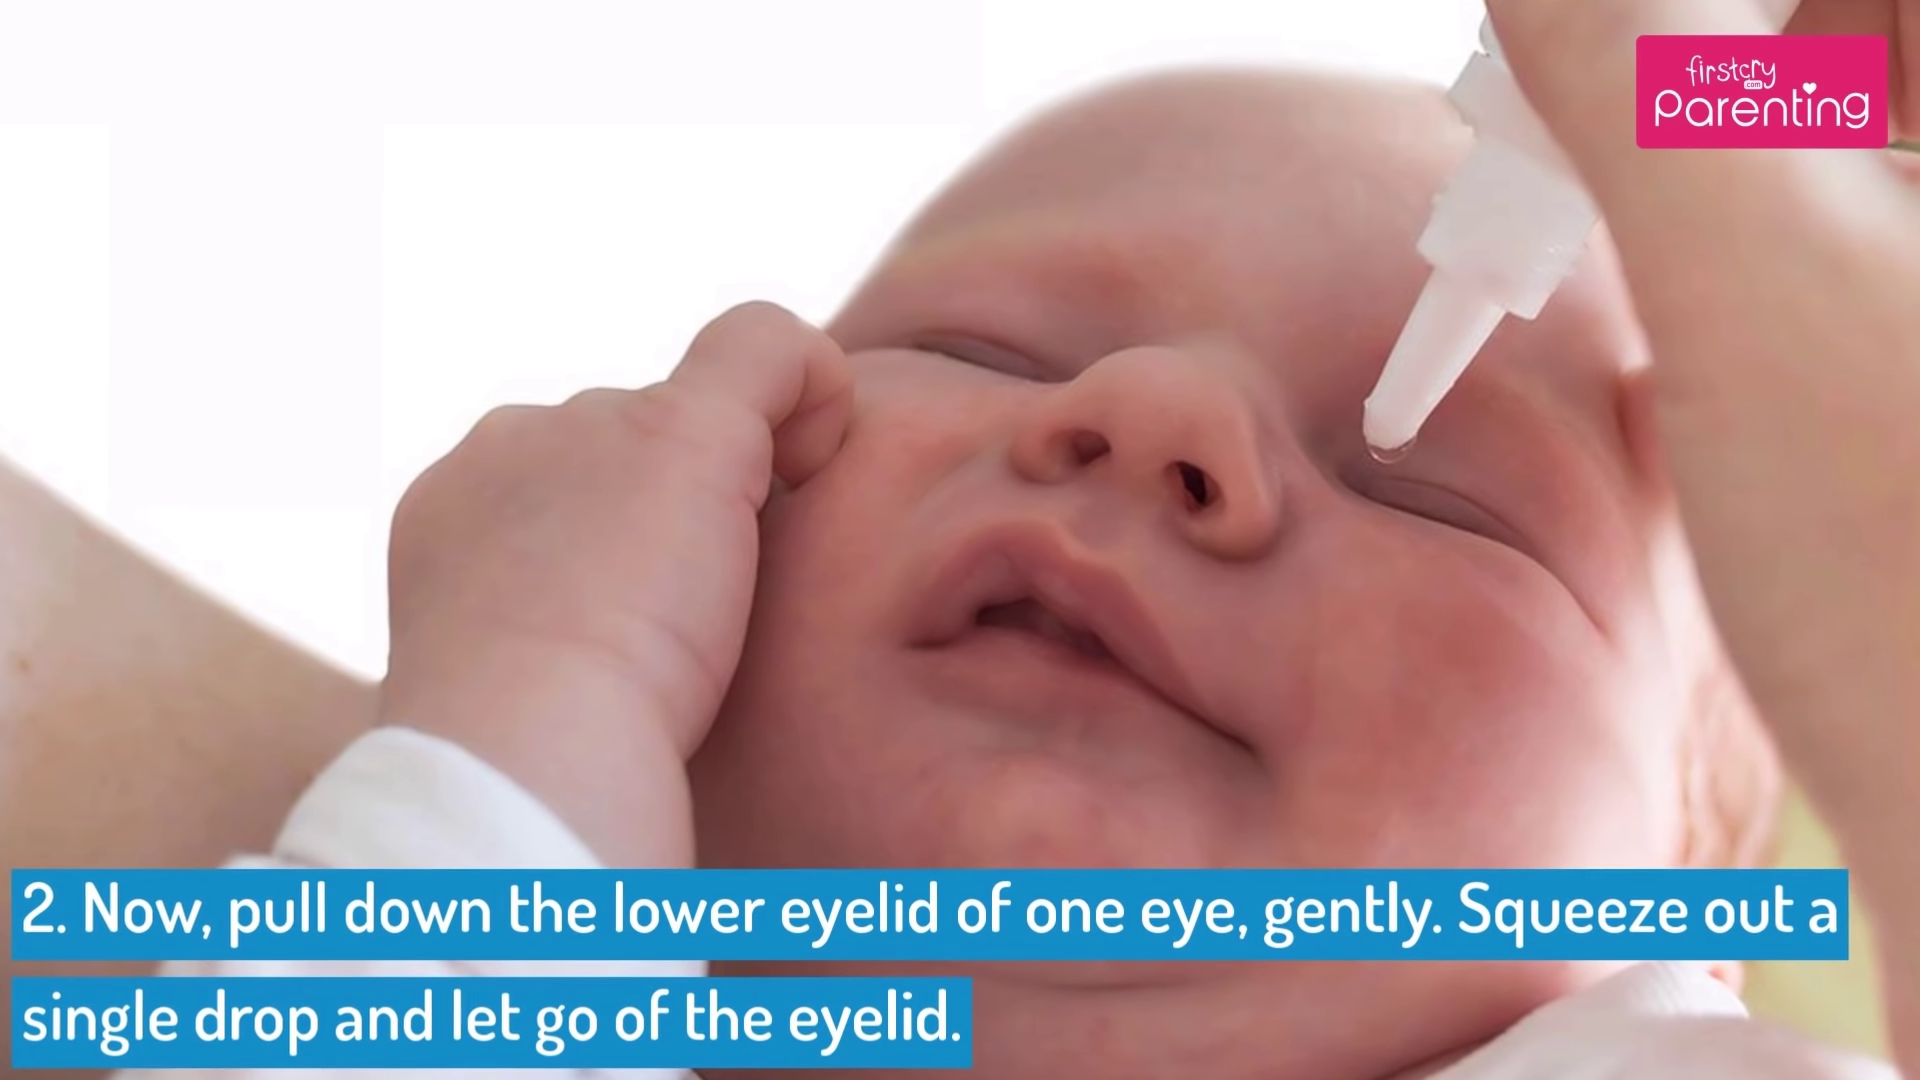 firstcry
.com
Parenting
2. Now, pull down the lower eyelid of one eye, gently. Squeeze out a
single drop and let go of the eyelid.